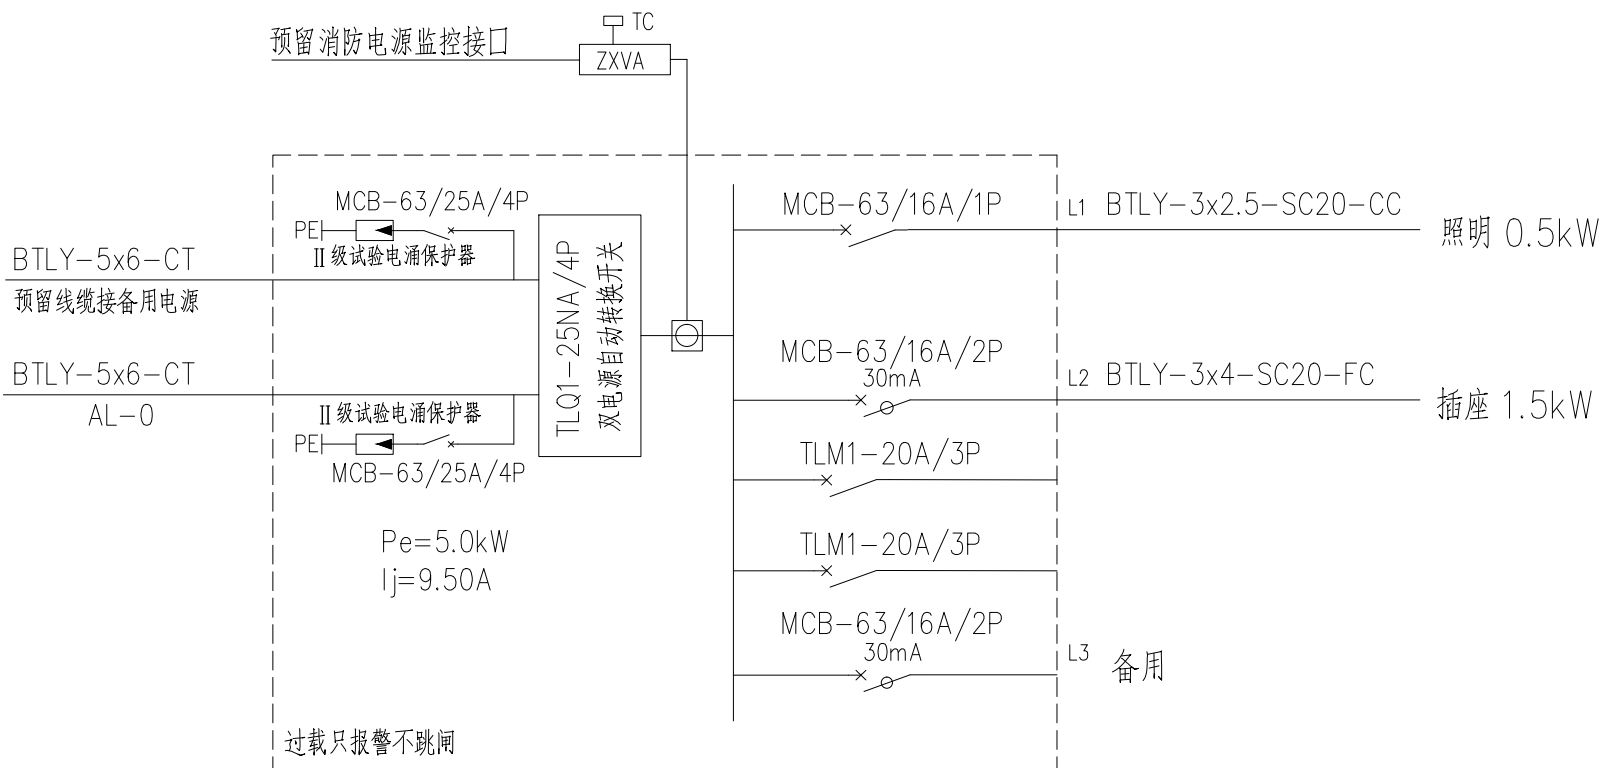 TC
预留消防电源监控接口
ZXVA
MCB-63/25A/4P
PE
II级试验电涌保护器
BTLY-5x6-CT
预留线缆接备用电源
BTLY-5x6-CT
AL-0
II级试验电涌保护器
PE
MCB-63/25A/4P
TLQ1-25NA/4P
双电源自动转换开关
Pe=5.0kW
Ij=9.50A
MCB-63/16A/1P
L1 BTLY-3x2.5-SC20-CC
照明 0.5kW
MCB-63/16A/2P
30mA
L2 BTLY-3x4-SC20-FC
插座 1.5kW
TLM1-20A/3P
TLM1-20A/3P
MCB-63/16A/2P
30mA
L3 备用
过载只报警不跳闸